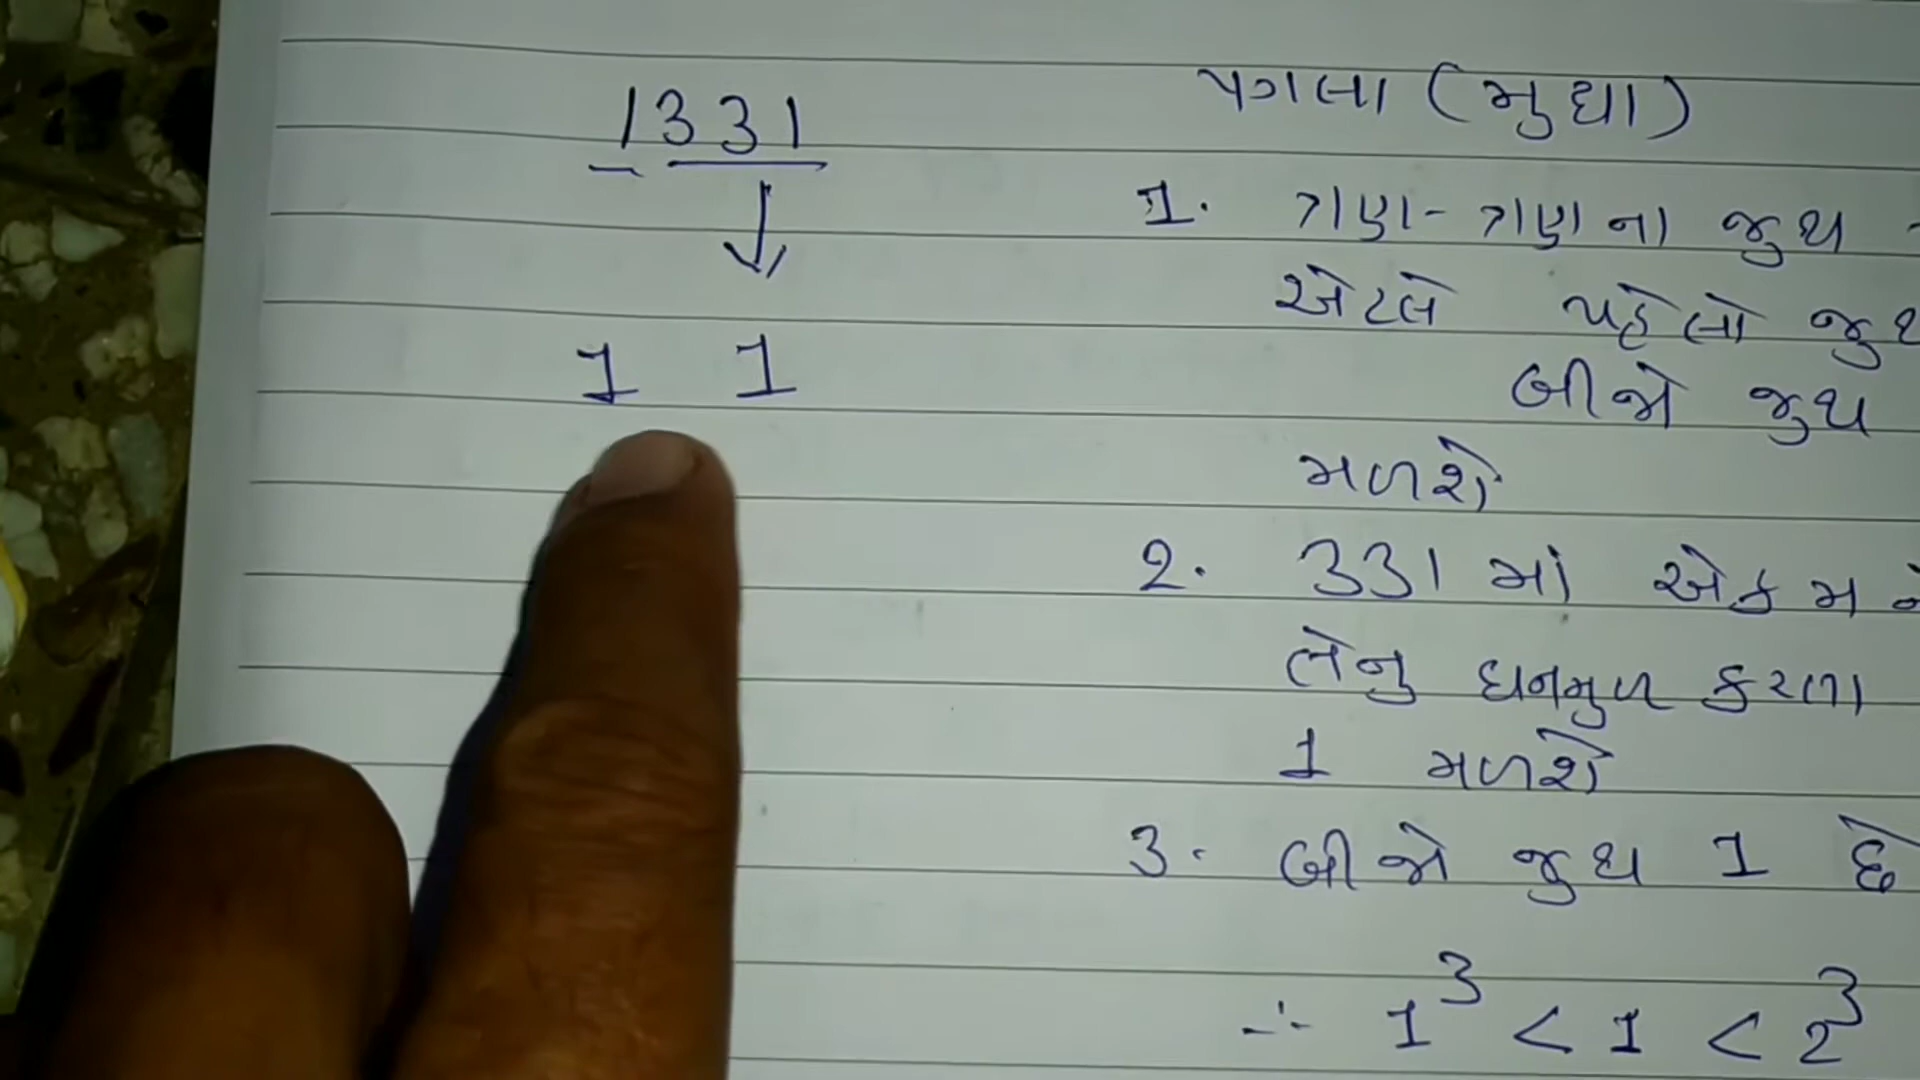 1331
1 1
પગલા (મુદ્દા)
1. ત્રણ-ત્રણ ના જુથ
એટલે પહેલો જુથ
બીજો જુથ
મળશે
2. 331 માં એકમ ને
તેનુ ઘનમુળ કરતા
1 મળશે
3. બીજો જુથ 1 છે
∴ 1³ < 1 < 2³